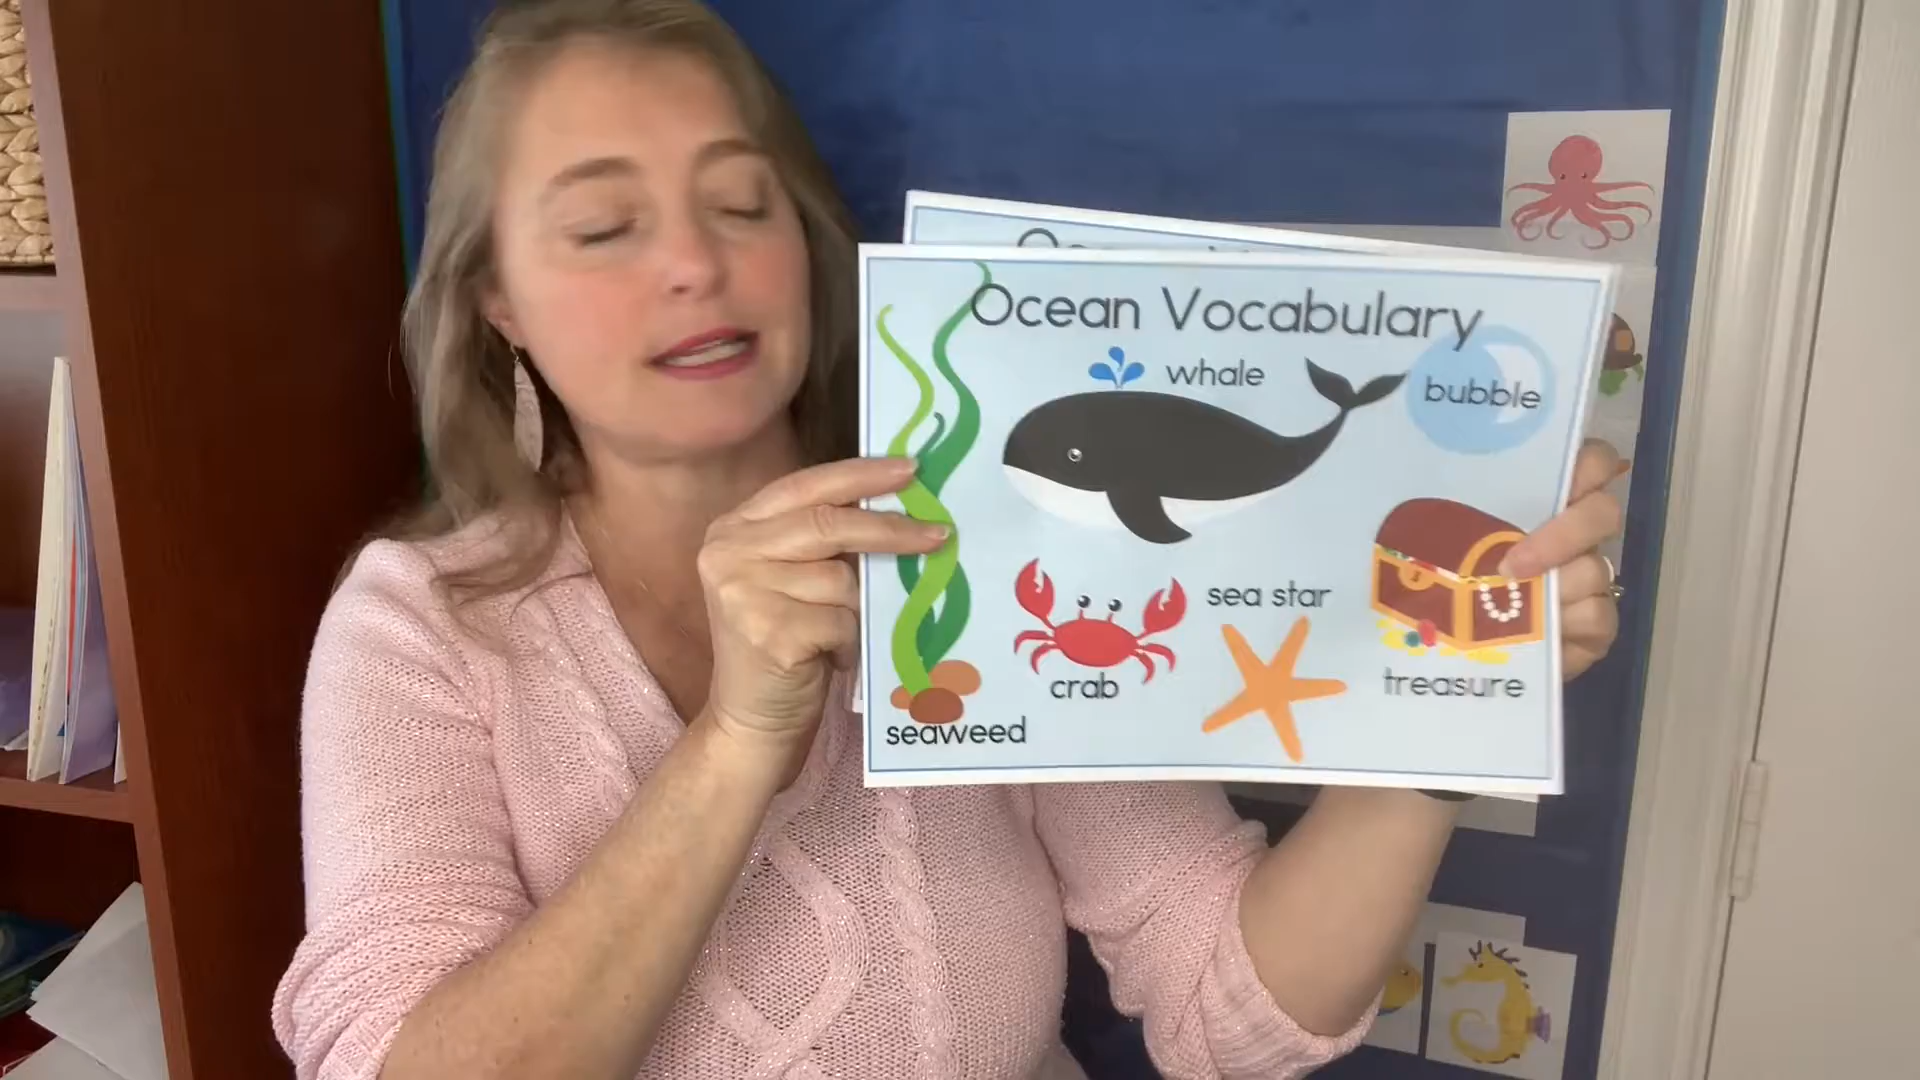 Ocean Vocabulary
whale
bubble
sea star
crab
treasure
seaweed